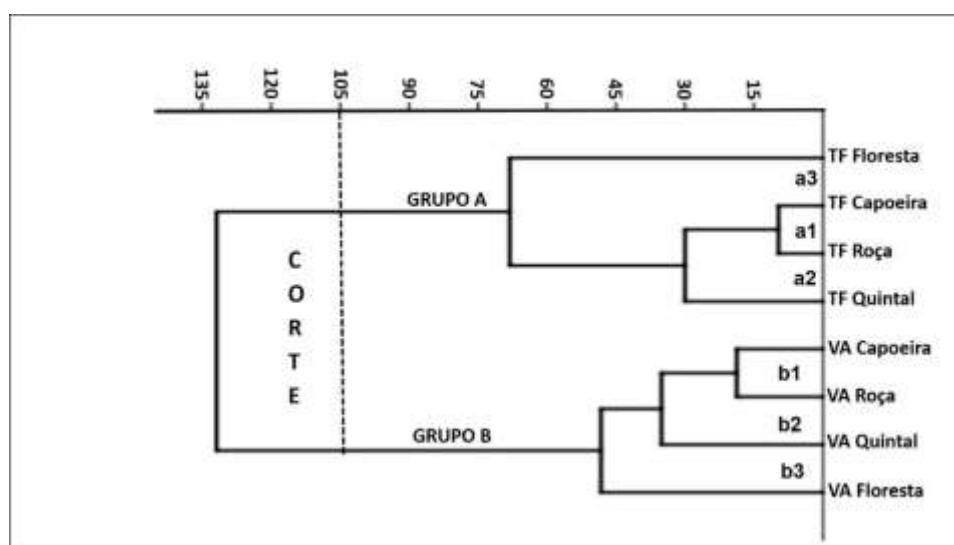 135 120 105 90 75 60 45 30 15
TF Floresta
a3
GRUPO A
TF Capoeira
a1
TF Roça
a2
TF Quintal
CORTE
VA Capoeira
b1
VA Roça
b2
GRUPO B
VA Quintal
b3
VA Floresta